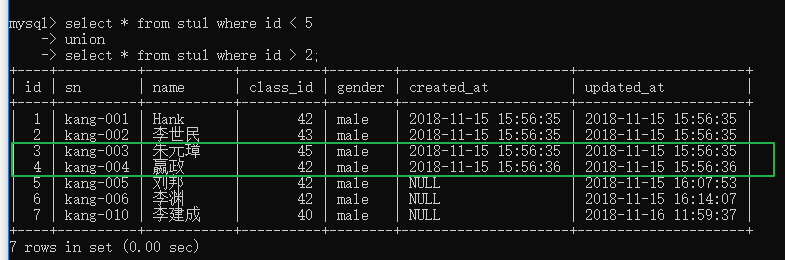 mysql> select * from stu1 where id < 5
    -> union
    -> select * from stu1 where id > 2;
+----+----------+--------+----------+--------+---------------------+---------------------+
| id | sn       | name   | class_id | gender | created_at          | updated_at          |
+----+----------+--------+----------+--------+---------------------+---------------------+
|  1 | kang-001 | Hank   |       42 | male   | 2018-11-15 15:56:35 | 2018-11-15 15:56:35 |
|  2 | kang-002 | 李世民 |       43 | male   | 2018-11-15 15:56:35 | 2018-11-15 15:56:35 |
|  3 | kang-003 | 朱元璋 |       45 | male   | 2018-11-15 15:56:35 | 2018-11-15 15:56:35 |
|  4 | kang-004 | 嬴政   |       42 | male   | 2018-11-15 15:56:36 | 2018-11-15 15:56:36 |
|  5 | kang-005 | 刘邦   |       42 | male   | NULL                | 2018-11-15 16:07:53 |
|  6 | kang-006 | 李渊   |       42 | male   | NULL                | 2018-11-15 16:14:07 |
|  7 | kang-010 | 李建成 |       40 | male   | NULL                | 2018-11-16 11:59:37 |
+----+----------+--------+----------+--------+---------------------+---------------------+
7 rows in set (0.00 sec)